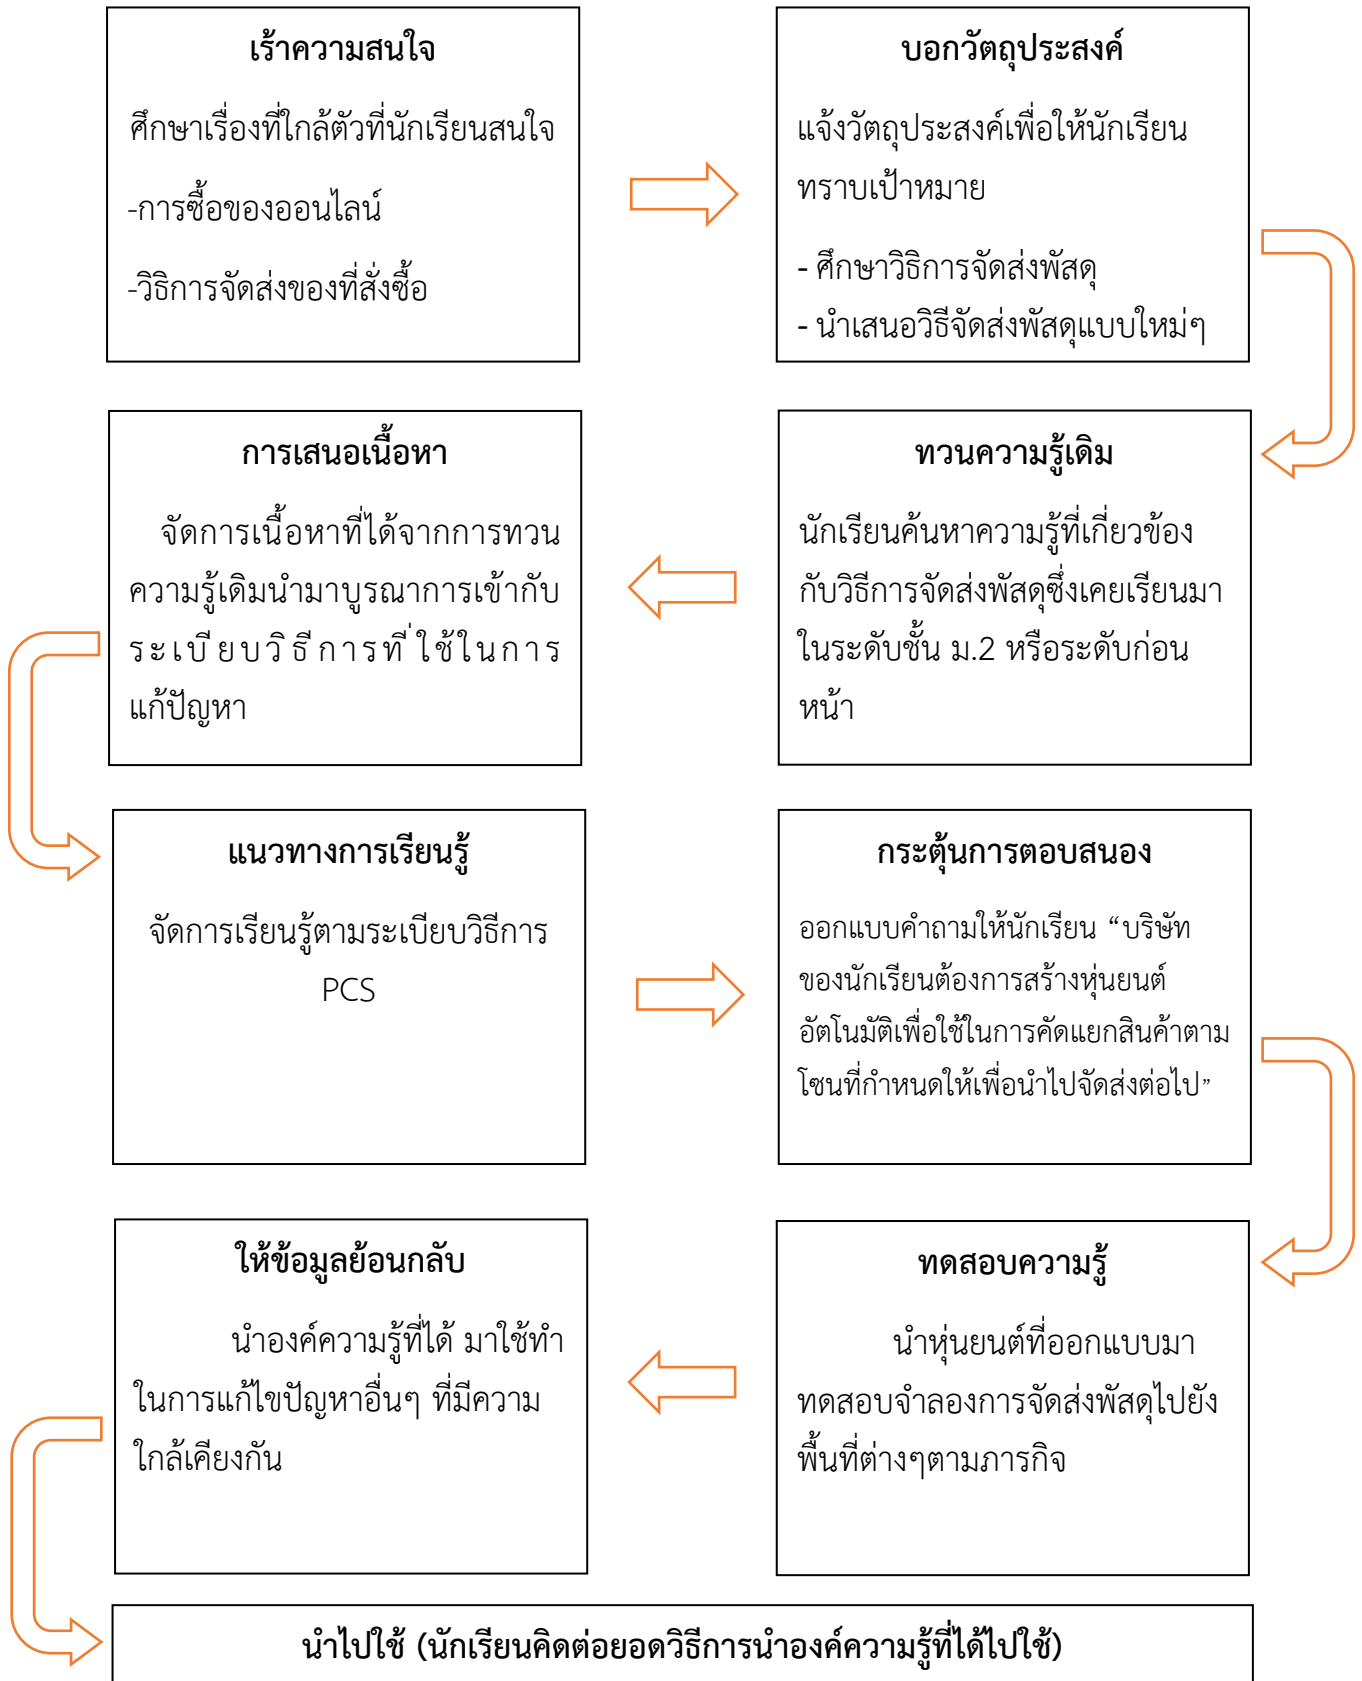 เร้าความสนใจ
ศึกษาเรื่องที่ใกล้ตัวที่นักเรียนสนใจ
-การซื้อของออนไลน์
-วิธิการจัดส่งของที่สั่งซื้อ
บอกวัตถุประสงค์
แจ้งวัตถุประสงค์เพื่อให้นักเรียน
ทราบเป้าหมาย
- ศึกษาวิธิการจัดส่งพัสดุ
- นำเสนอวิธีจัดส่งพัสดุแบบใหม่ๆ
ทวนความรู้เดิม
นักเรียนค้นหาความรู้ที่เกี่ยวข้อง
กับวิธีการจัดส่งพัสดุซึ่งเคยเรียนมา
ในระดับชั้น ม.2 หรือระดับก่อน
หน้า
การเสนอเนื้อหา
จัดการเนื้อหาที่ได้จากการทวน
ความรู้เดิมนำมาบูรณาการเข้ากับ
ระเบียบวิธีการที่ใช้ในการ
แก้ปัญหา
แนวทางการเรียนรู้
จัดการเรียนรู้ตามระเบียบวิธีการ
PCS
กระตุ้นการตอบสนอง
ออกแบบคำถามให้นักเรียน “บริษัท
ของนักเรียนต้องการสร้างหุ่นยนต์
อัตโนมัติเพื่อใช้ในการคัดแยกสินค้าตาม
โซนที่กำหนดให้เพื่อนำไปจัดส่งต่อไป”
ทดสอบความรู้
นำหุ่นยนต์ที่ออกแบบมา
ทดสอบจำลองการจัดส่งพัสดุไปยัง
พื้นที่ต่างๆตามภารกิจ
ให้ข้อมูลย้อนกลับ
นำองค์ความรู้ที่ได้ มาใช้ทำ
ในการแก้ไขปัญหาอื่นๆ ที่มีความ
ใกล้เคียงกัน
นำไปใช้ (นักเรียนคิดต่อยอดวิธีการนำองค์ความรู้ที่ได้ไปใช้)